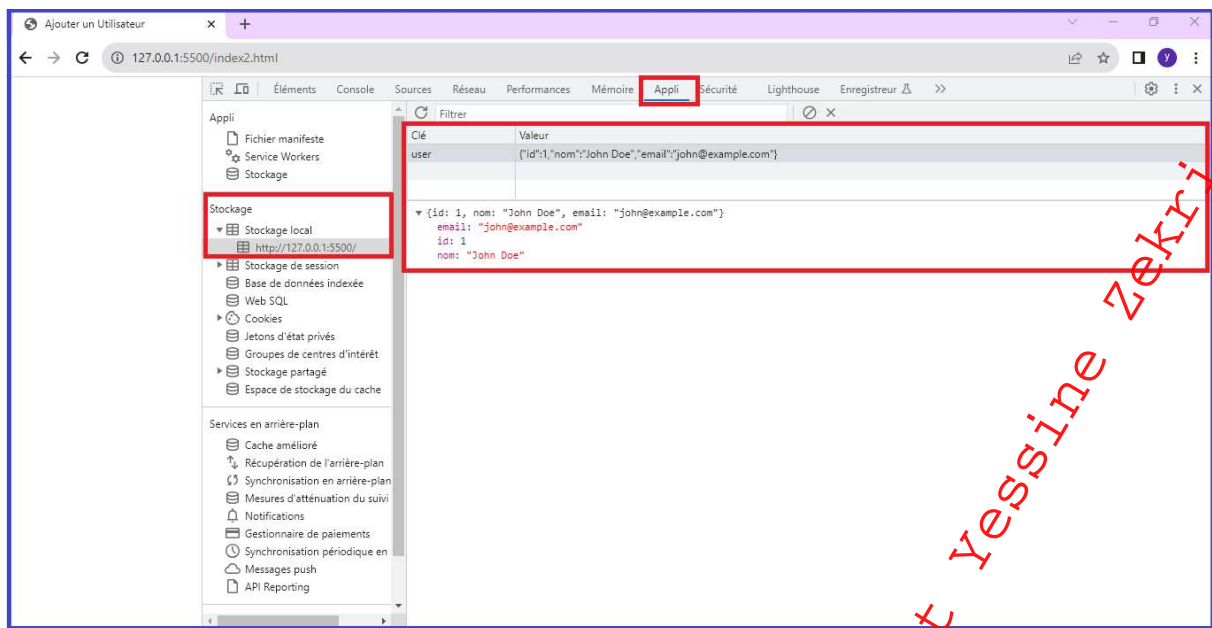 Ajouter un Utilisateur
127.0.0.1:5500/index2.html
y
Éléments Console Sources Réseau Performances Mémoire Appli Sécurité Lighthouse Enregistreur
Appli
Fichier manifeste
Service Workers
Stockage
Stockage
Stockage local
http://127.0.0.1:5500/
Stockage de session
Base de données indexée
Web SQL
Cookies
Jetons d'état privés
Groupes de centres d'intérêt
Stockage partagé
Espace de stockage du cache
Services en arrière-plan
Cache amélioré
Récupération de l'arrière-plan
Synchronisation en arrière-plan
Mesures d'atténuation du suivi
Notifications
Gestionnaire de paiements
Synchronisation périodique en
Messages push
API Reporting
Filtrer
Clé Valeur
user {"id":1,"nom":"John Doe","email":"john@example.com"}
{id: 1, nom: "John Doe", email: "john@example.com"}
email: "john@example.com"
id: 1
nom: "John Doe"
t Yessine Zekri